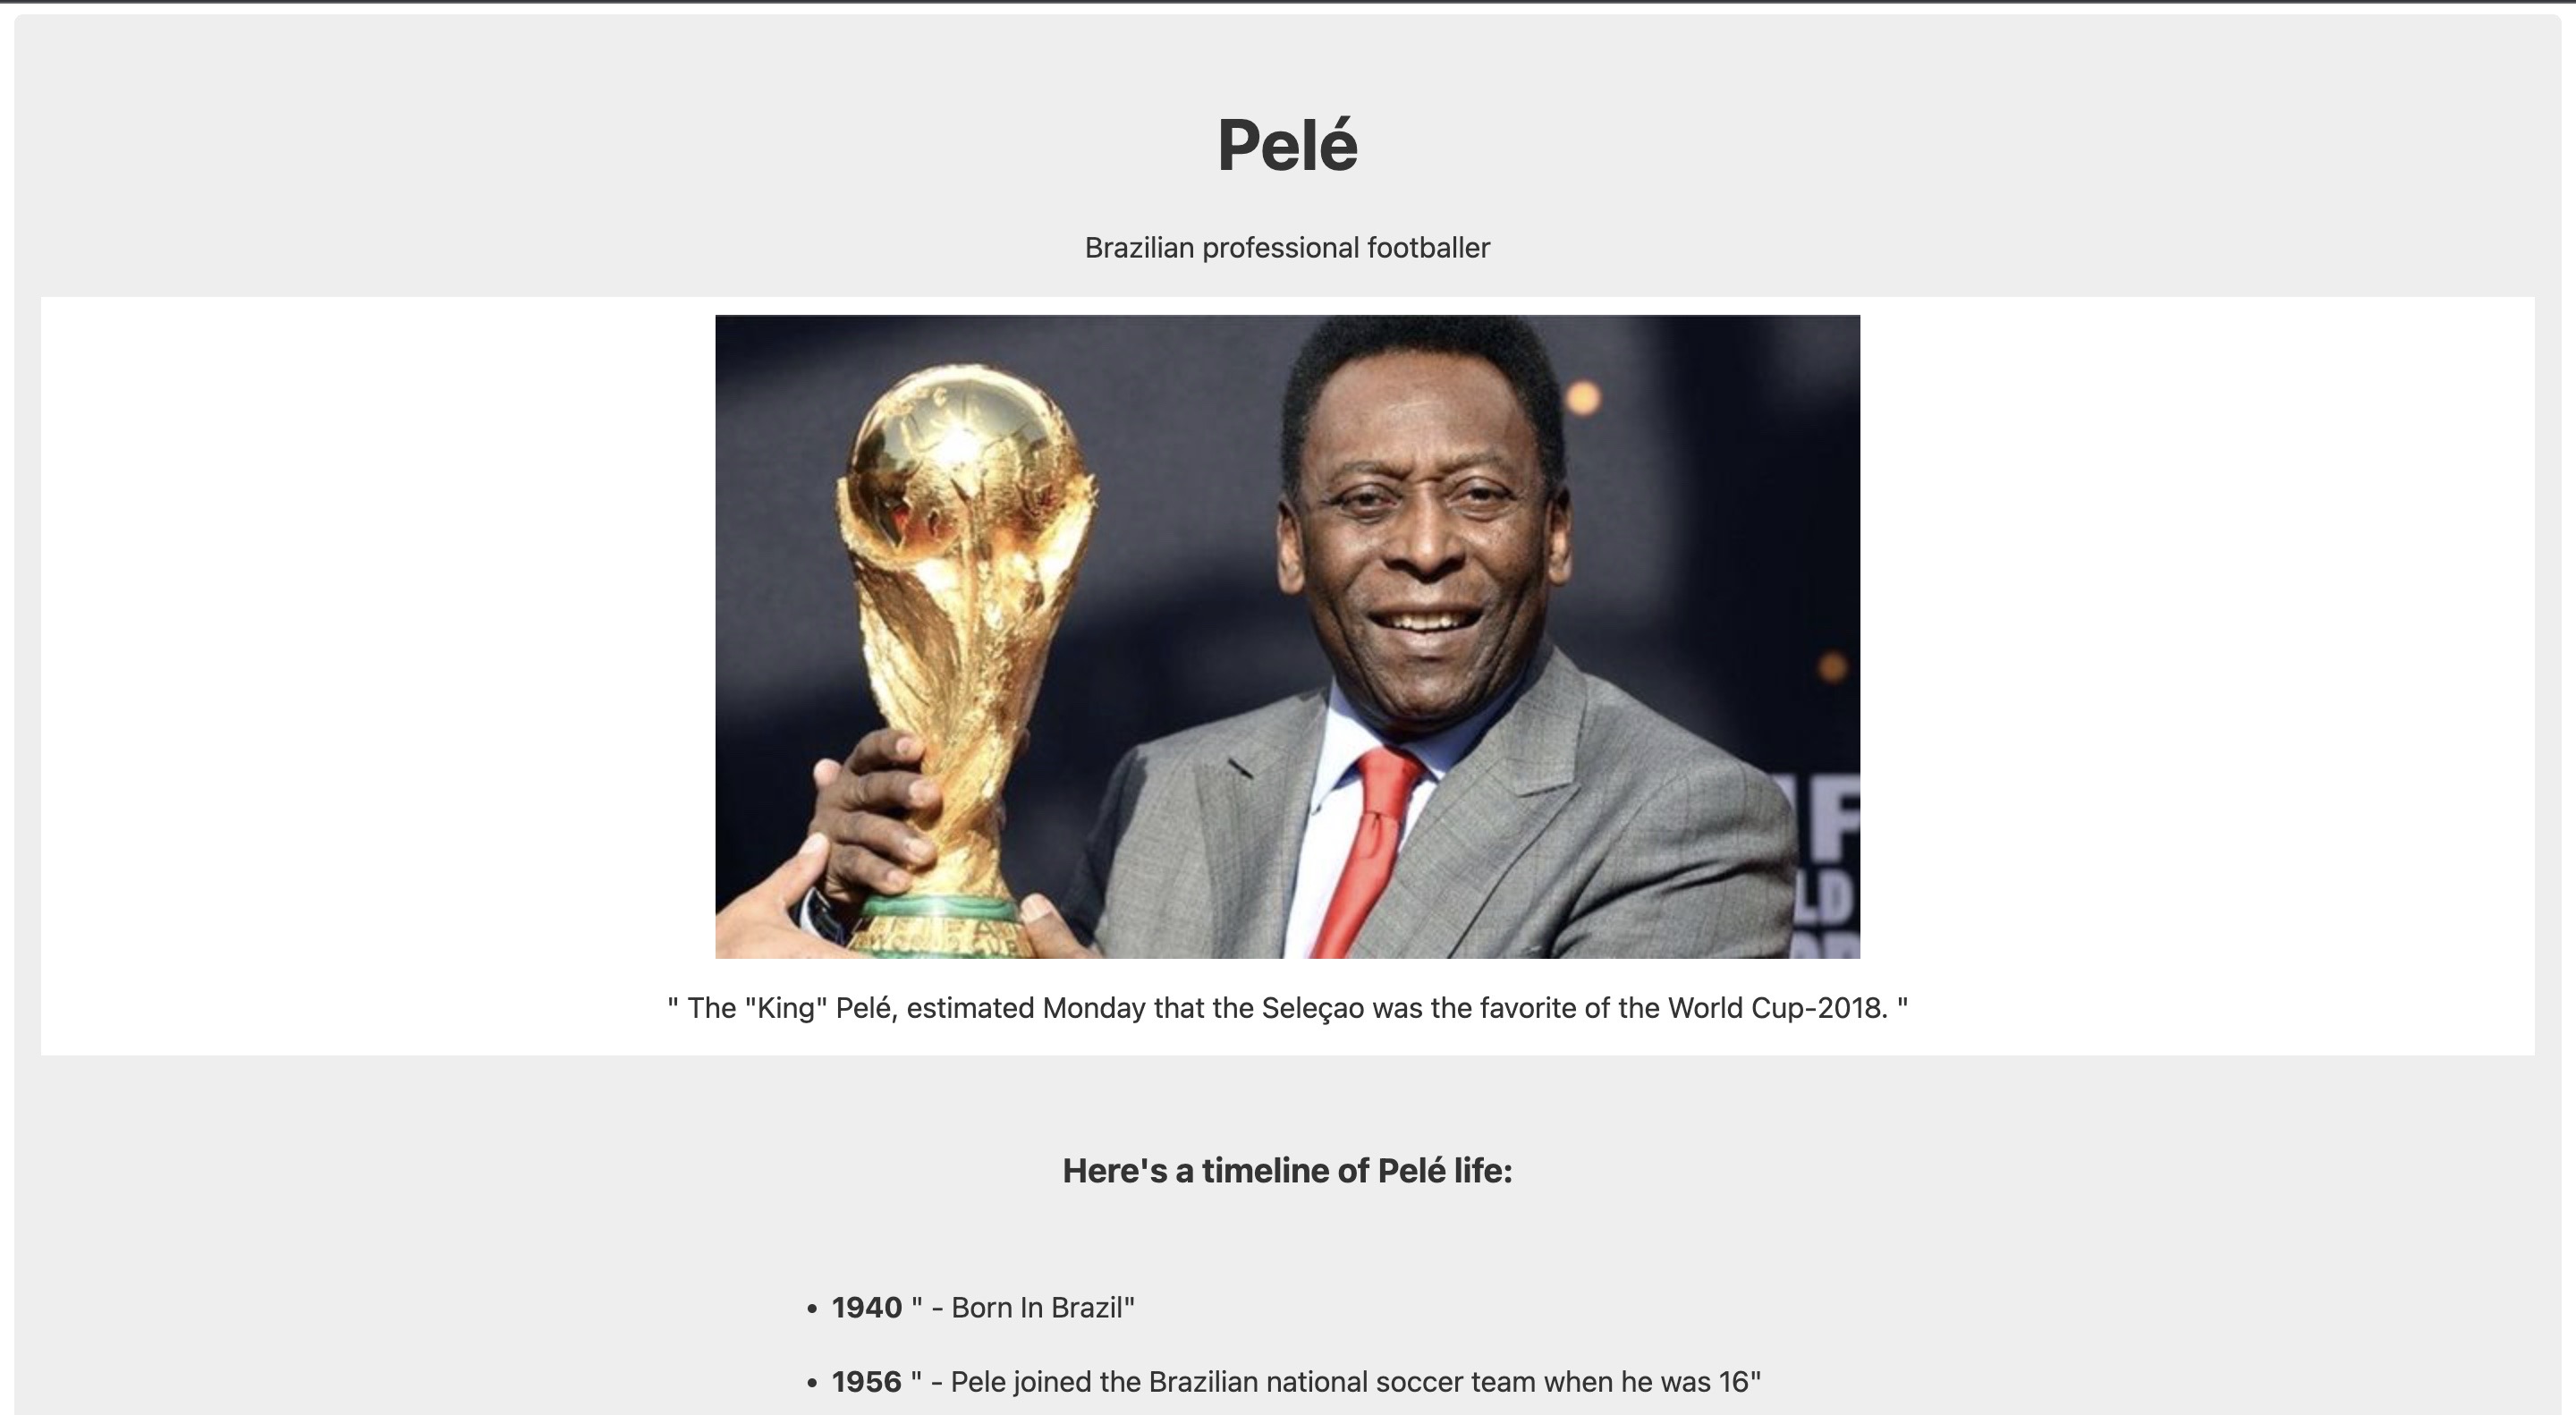 Pelé
Brazilian professional footballer
IF
LD
" The "King" Pelé, estimated Monday that the Seleçao was the favorite of the World Cup-2018. "
Here's a timeline of Pelé life:
• 1940 " - Born In Brazil"
• 1956 " - Pele joined the Brazilian national soccer team when he was 16"